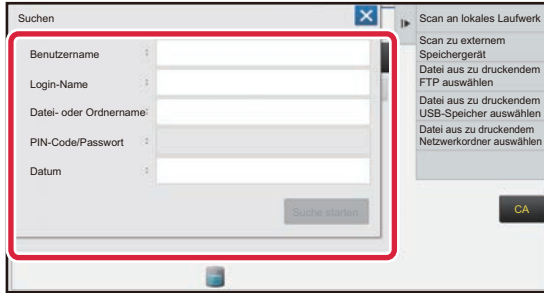 Suchen
Benutzername :
Login-Name :
Datei- oder Ordnername:
PIN-Code/Passwort :
Datum :
Suche starten
Scan an lokales Laufwerk
Scan zu externem
Speichergerät
Datei aus zu druckendem
FTP auswählen
Datei aus zu druckendem
USB-Speicher auswählen
Datei aus zu druckendem
Netzwerkordner auswählen
CA